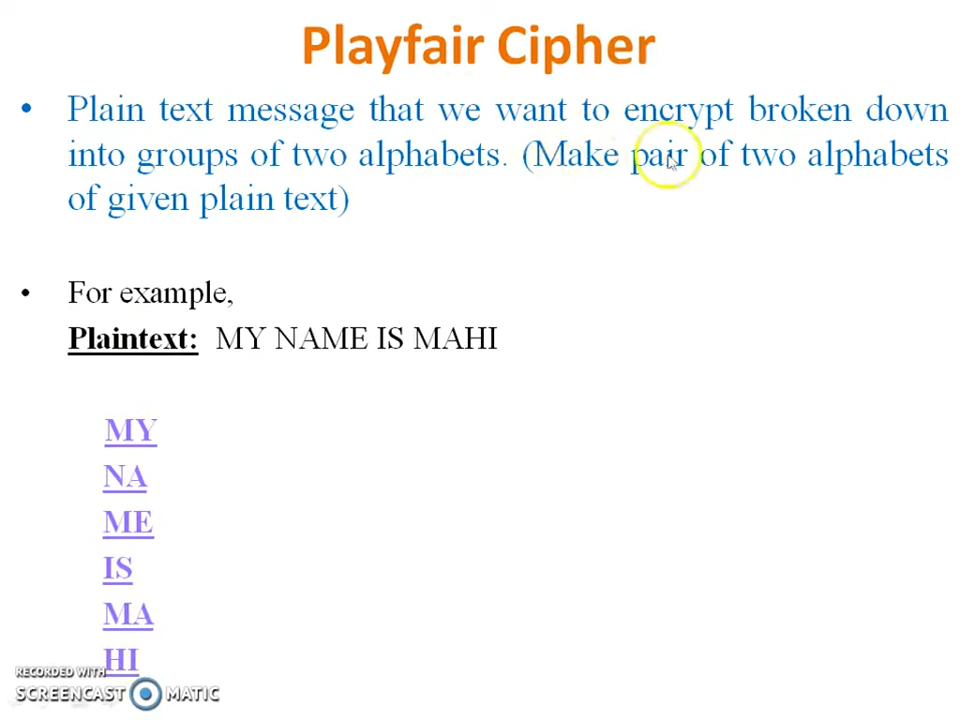 Playfair Cipher
• Plain text message that we want to encrypt broken down
into groups of two alphabets. (Make pair of two alphabets
of given plain text)
• For example,
Plaintext: MY NAME IS MAHI
MY
NA
ME
IS
MA
HI
RECORDED WITH
SCREENCAST MATIC